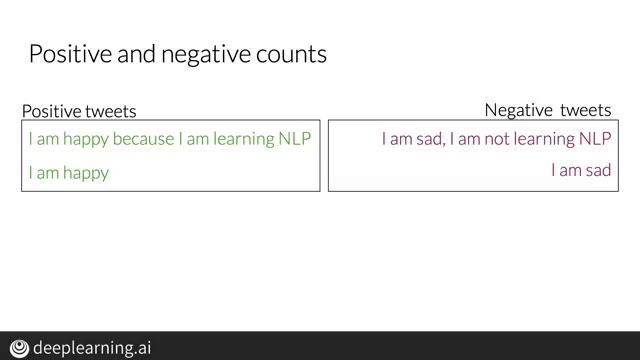 Positive and negative counts
Positive tweets
I am happy because I am learning NLP
I am happy
Negative tweets
I am sad, I am not learning NLP
I am sad
deeplearning.ai